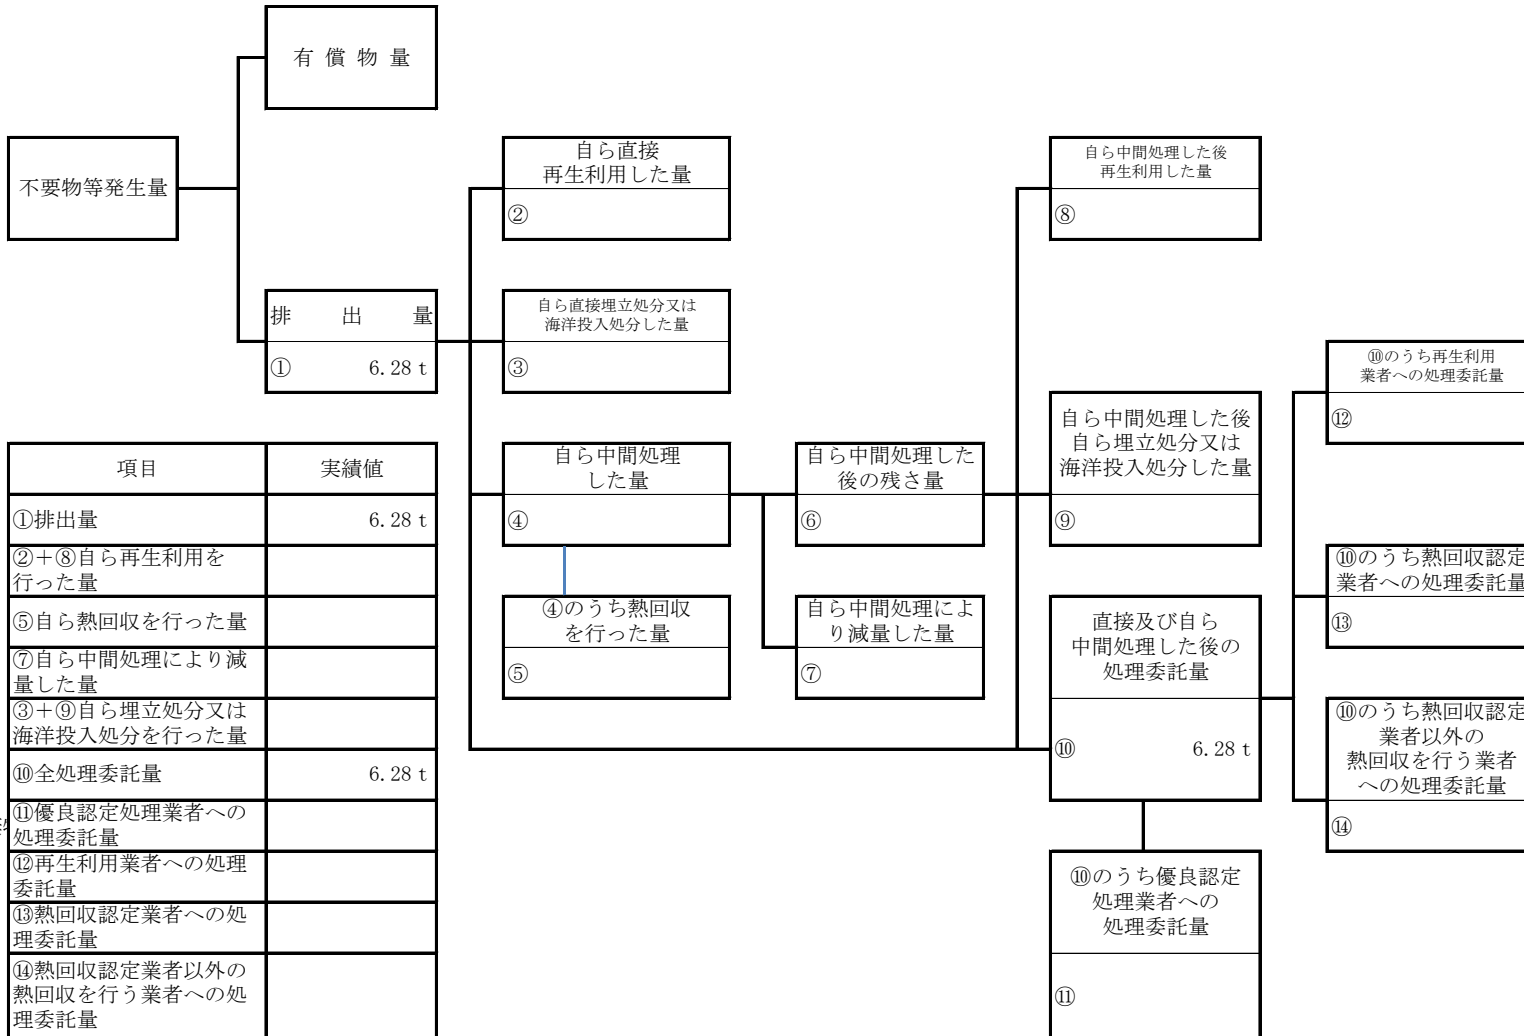 有償物量
不要物等発生量
自ら直接
再生利用した量
②
自ら中間処理した後
再生利用した量
⑧
排出量
① 6.28 t
自ら直接埋立処分又は
海洋投入処分した量
③
⑩のうち再生利用
業者への処理委託量
⑫
自ら中間処理
した量
④
自ら中間処理した
後の残さ量
⑥
自ら中間処理した後
自ら埋立処分又は
海洋投入処分した量
⑨
④のうち熱回収
を行った量
⑤
自ら中間処理によ
り減量した量
⑦
直接及び自ら
中間処理した後の
処理委託量
⑩ 6.28 t
⑩のうち熱回収認定
業者への処理委託量
⑬
⑩のうち熱回収認定
業者以外の
熱回収を行う業者
への処理委託量
⑭
⑩のうち優良認定
処理業者への
処理委託量
⑪
項目 実績値
①排出量 6.28 t
②+⑧自ら再生利用を
行った量
⑤自ら熱回収を行った量
⑦自ら中間処理により減
量した量
③+⑨自ら埋立処分又は
海洋投入処分を行った量
⑩全処理委託量 6.28 t
⑪優良認定処理業者への
処理委託量
⑫再生利用業者への処理
委託量
⑬熱回収認定業者への処
理委託量
⑭熱回収認定業者以外の
熱回収を行う業者への処
理委託量